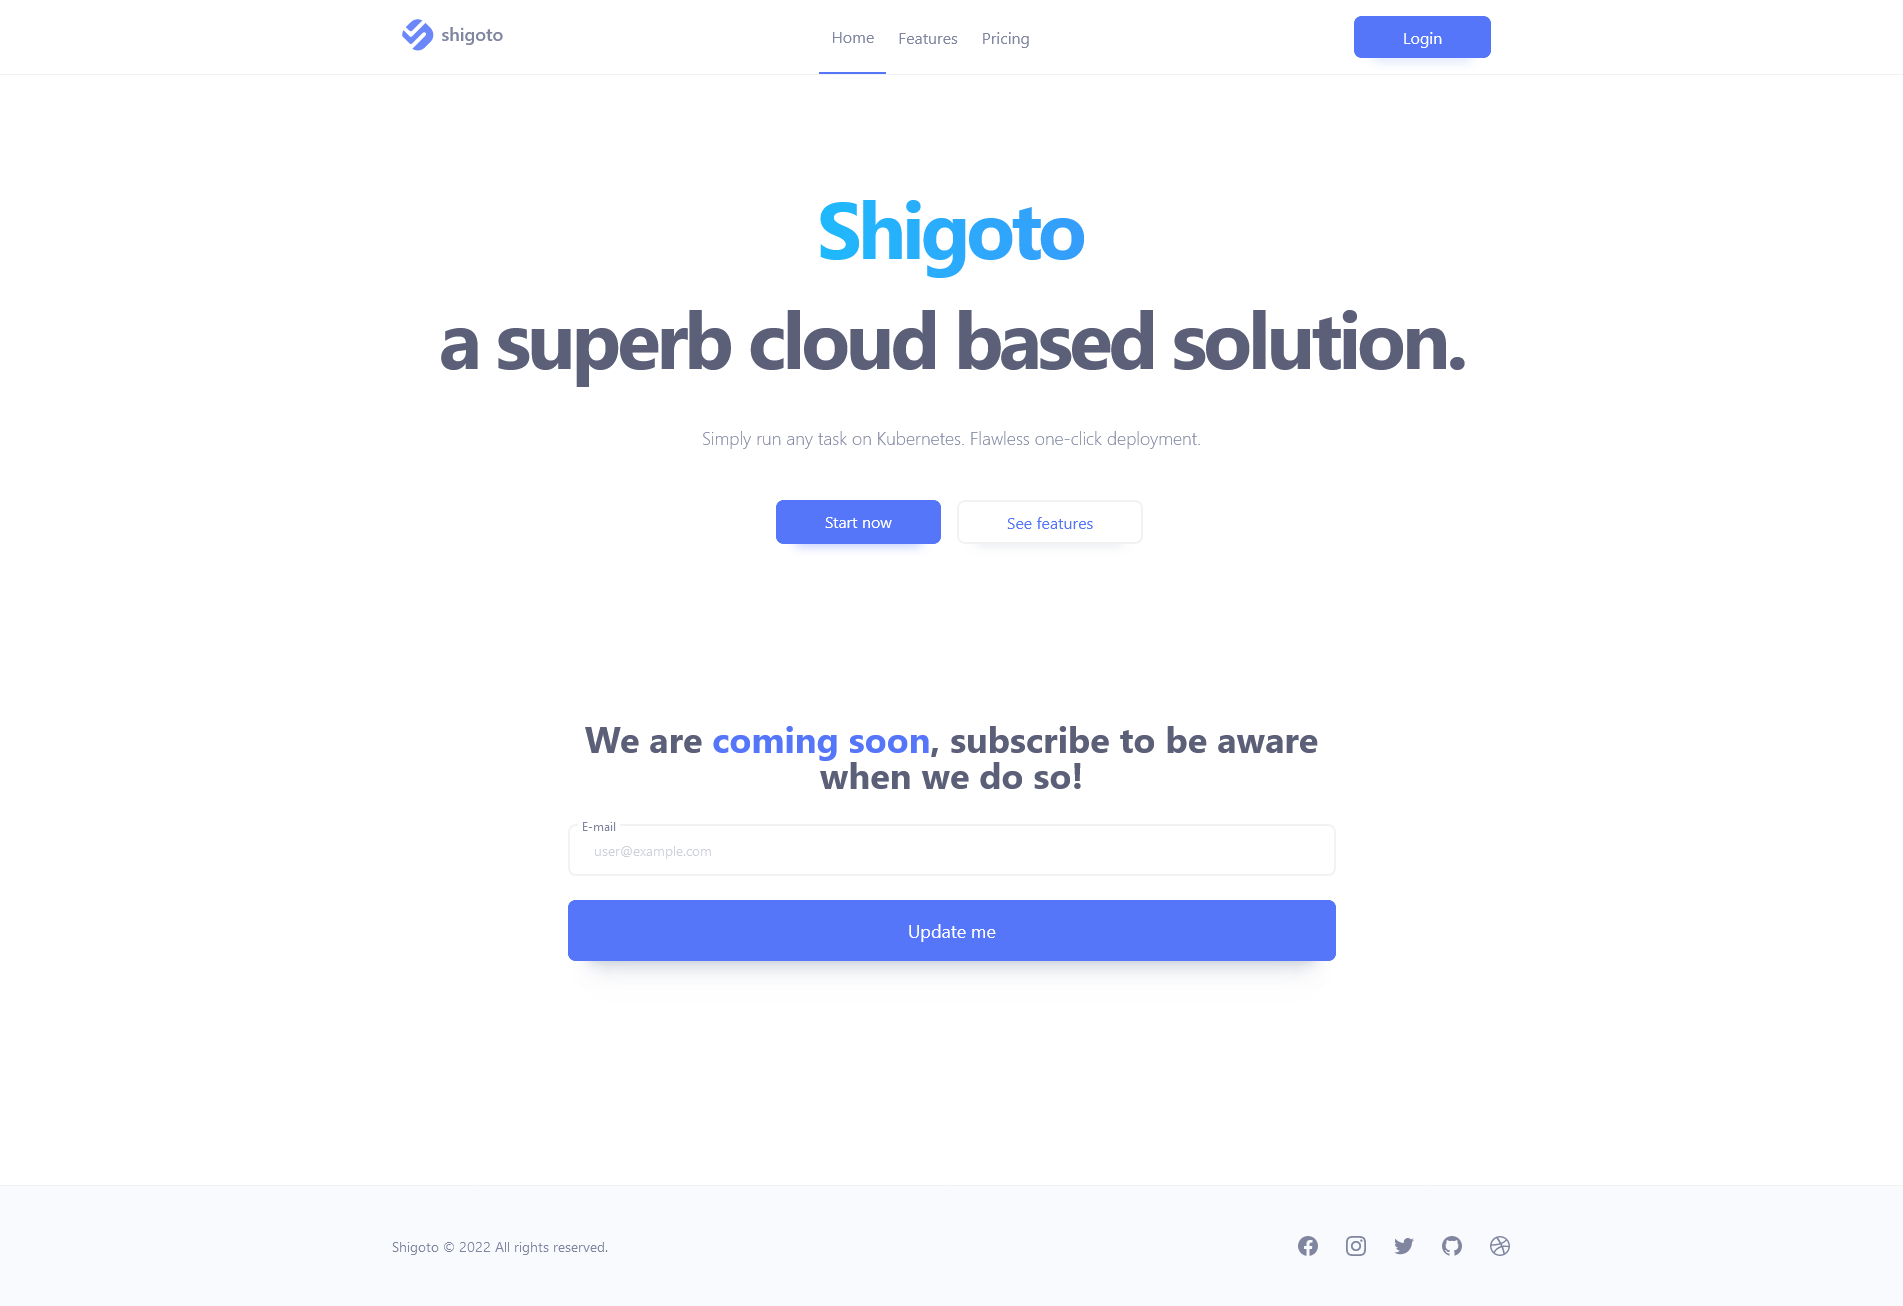 shigoto
Home
Features
Pricing
Login
Shigoto
a superb cloud based solution.
Simply run any task on Kubernetes. Flawless one-click deployment.
Start now
See features
We are coming soon, subscribe to be aware
when we do so!
E-mail
user@example.com
Update me
Shigoto © 2022 All rights reserved.